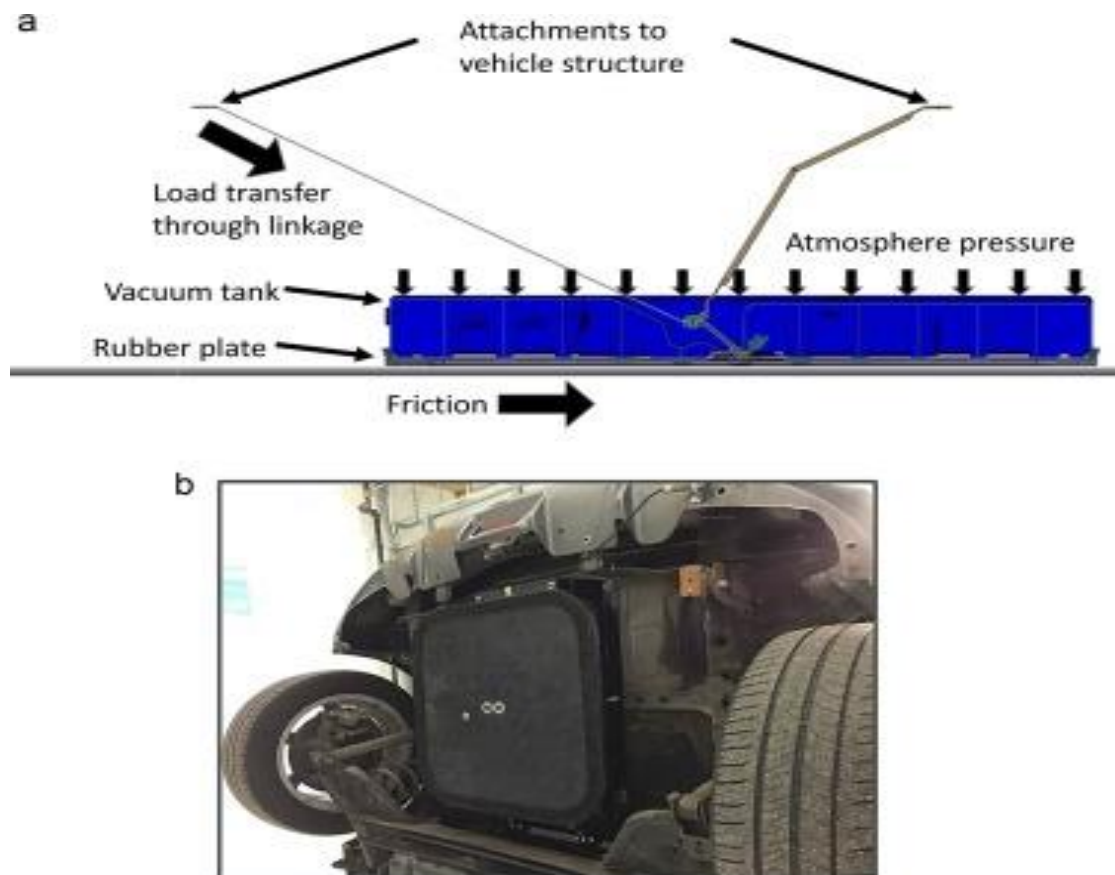 a
Attachments to
vehicle structure
Load transfer
through linkage
Atmosphere pressure
Vacuum tank
Rubber plate
Friction
b